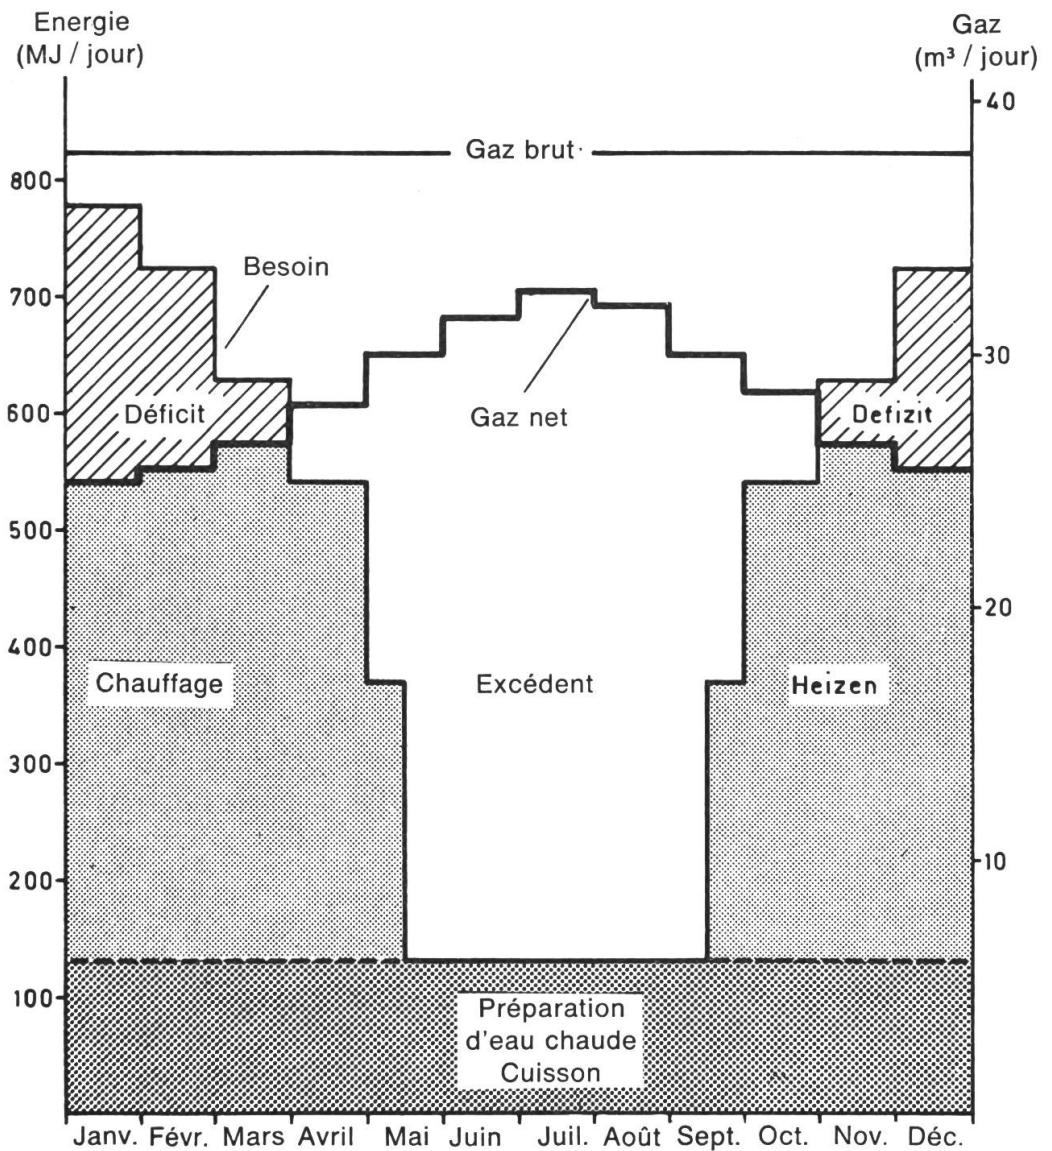 Energie
(MJ / jour)
Gaz
(m³ / jour)
40
Gaz brut
800
Besoin
700
30
600
Déficit
Gaz net
Defizit
500
20
400
Chauffage
Excédent
Heizen
300
10
200
100
Préparation
d'eau chaude
Cuisson
Janv. Févr. Mars Avril Mai Juin Juil. Août Sept. Oct. Nov. Déc.